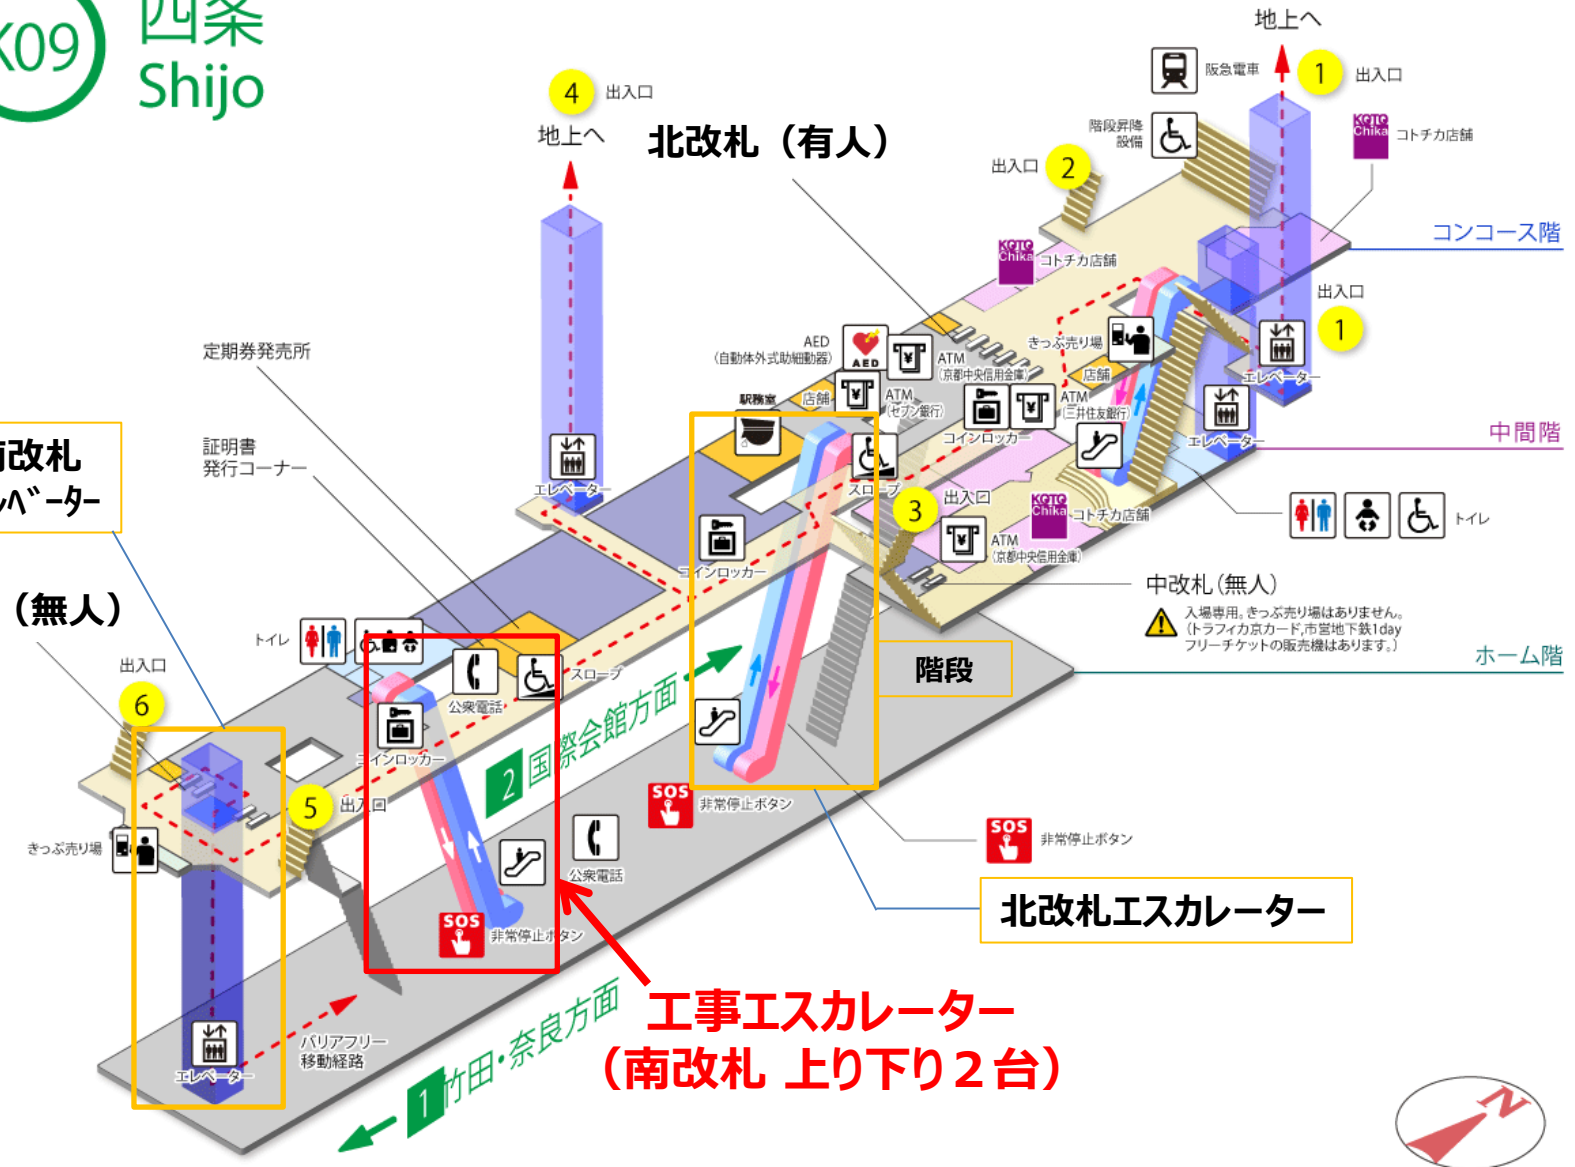 K09
四条
Shijo
地上へ
阪急電車
1
出入口
階段昇降
設備
KOTO
Chika
コトチカ店舗
4
出入口
地上へ
北改札（有人）
出入口
2
コンコース階
KOTO
Chika
コトチカ店舗
出入口
1
定期券発売所
AED
（自動体外式助細動器）
AED
ATM
（京都中央信用金庫）
きっぷ売り場
店舗
エレベーター
駅務室
店舗
ATM
（セブン銀行）
コインロッカー
ATM
（三井住友銀行）
エレベーター
中間階
南改札
エレベーター
証明書
発行コーナー
エレベーター
スロープ
3
出入口
KOTO
Chika
コトチカ店舗
ATM
（京都中央信用金庫）
トイレ
コインロッカー
中改札（無人）
入場専用。きっぷ売り場はありません。
（トラフィカ京カード,市営地下鉄1day
フリーチケットの販売機はあります。）
（無人）
トイレ
スロープ
公衆電話
階段
ホーム階
出入口
6
コインロッカー
2 国際会館方面
5
出入口
SOS
非常停止ボタン
きっぷ売り場
公衆電話
SOS
非常停止ボタン
北改札エスカレーター
SOS
非常停止ボタン
工事エスカレーター
（南改札 上り下り２台）
バリアフリー
移動経路
エレベーター
1 竹田・奈良方面
N